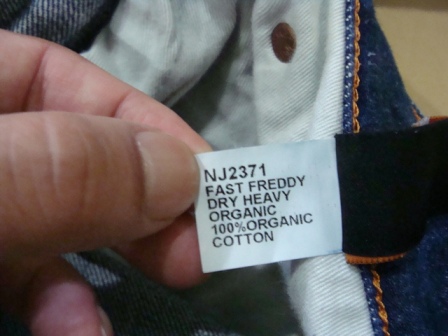 NJ2371
FAST FREDDY
DRY HEAVY
ORGANIC
100%ORGANIC
COTTON